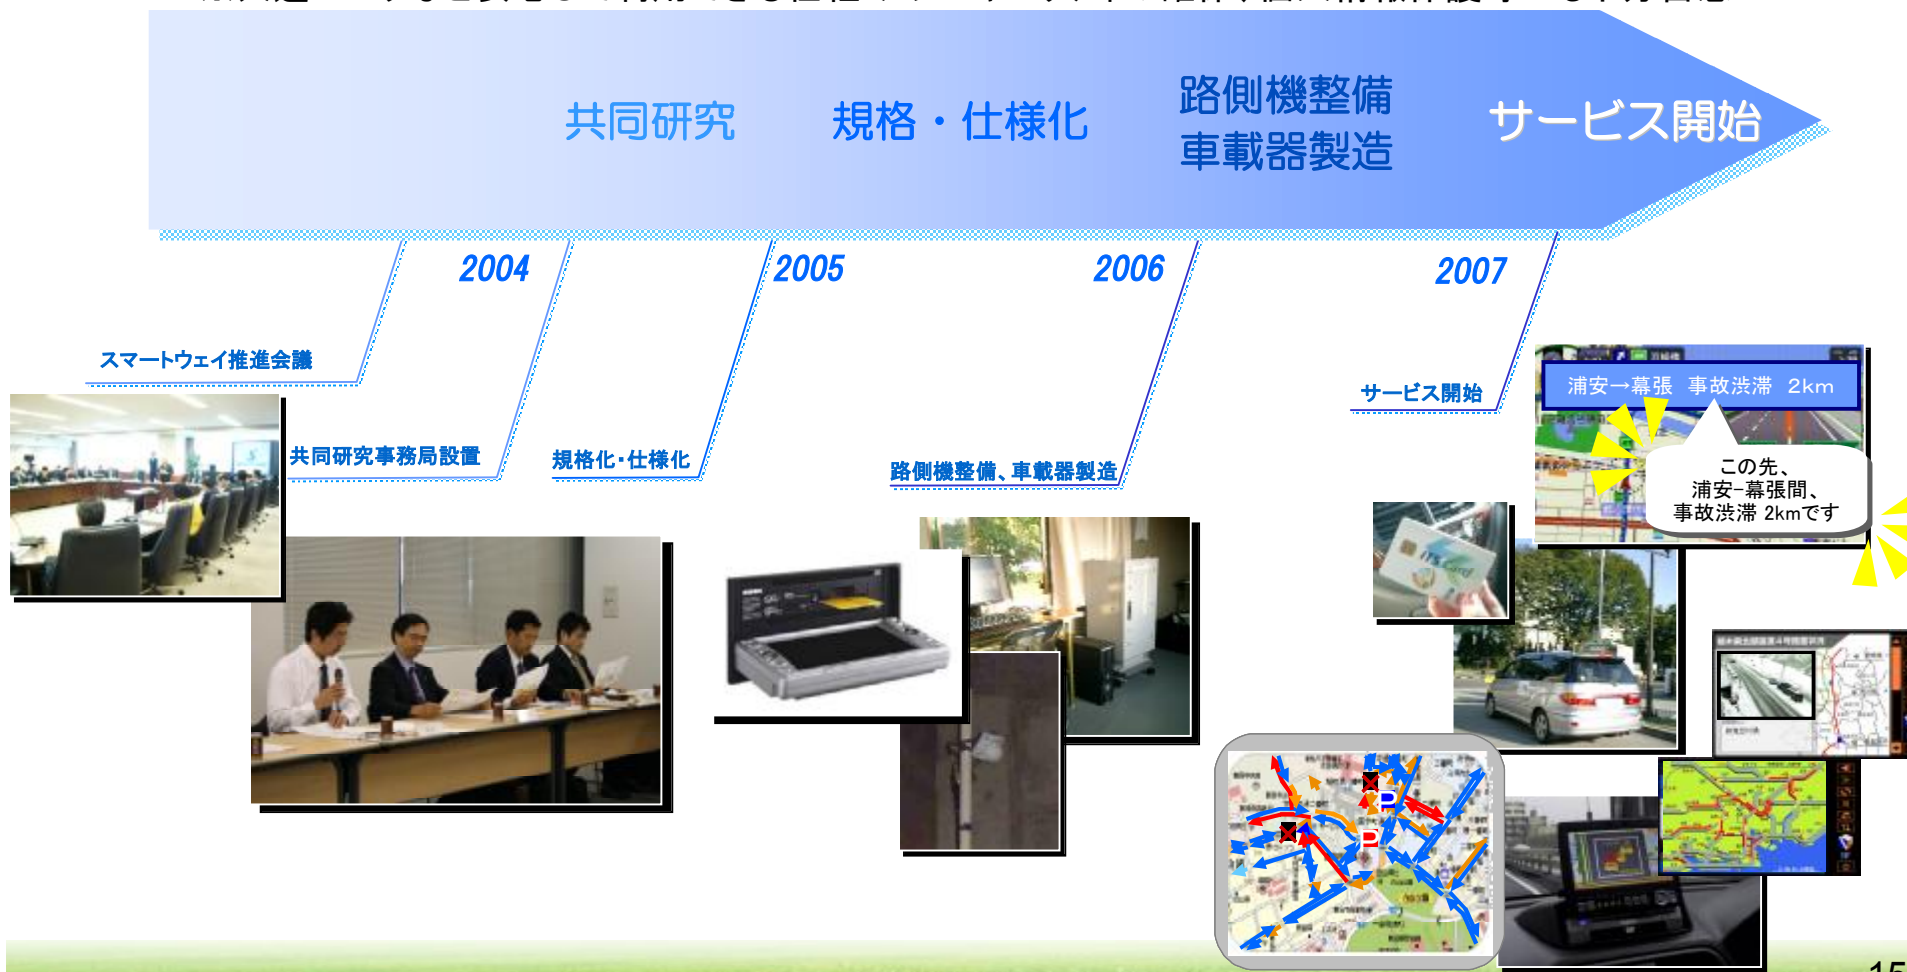 共同研究
規格・仕様化
路側機整備
車載器製造
サービス開始
2004
2005
2006
2007
スマートウェイ推進会議
共同研究事務局設置
規格化・仕様化
路側機整備、車載器製造
サービス開始
浦安→幕張 事故渋滞 2km
この先、
浦安−幕張間、
事故渋滞 2kmです
ITS Card
P
P
15